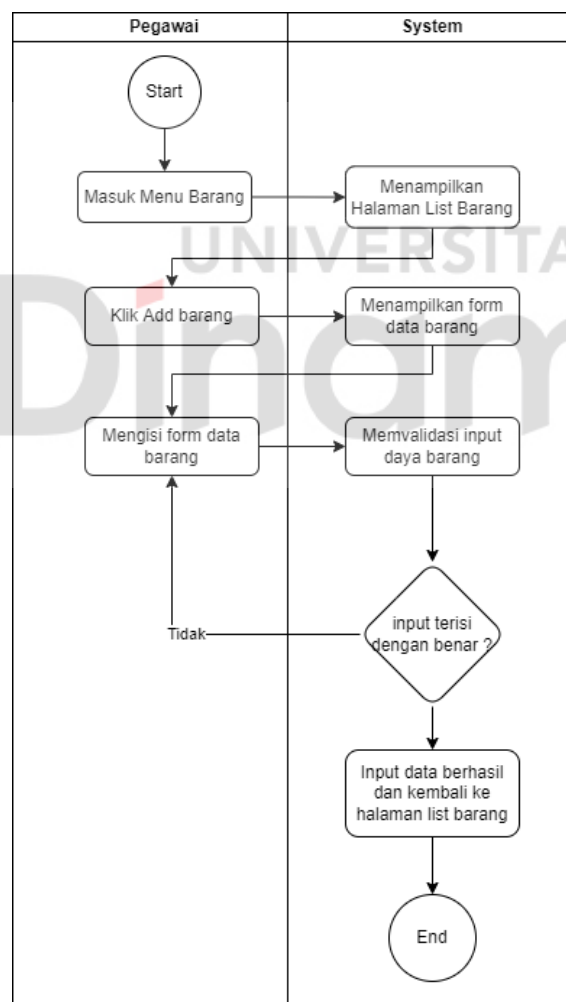 Pegawai
System
Start
Masuk Menu Barang
Menampilkan
Halaman List Barang
UNIVERSITA
Dinam
Klik Add barang
Menampilkan form
data barang
Mengisi form data
barang
Memvalidasi input
daya barang
input terisi
dengan benar ?
Tidak
Input data berhasil
dan kembali ke
halaman list barang
End